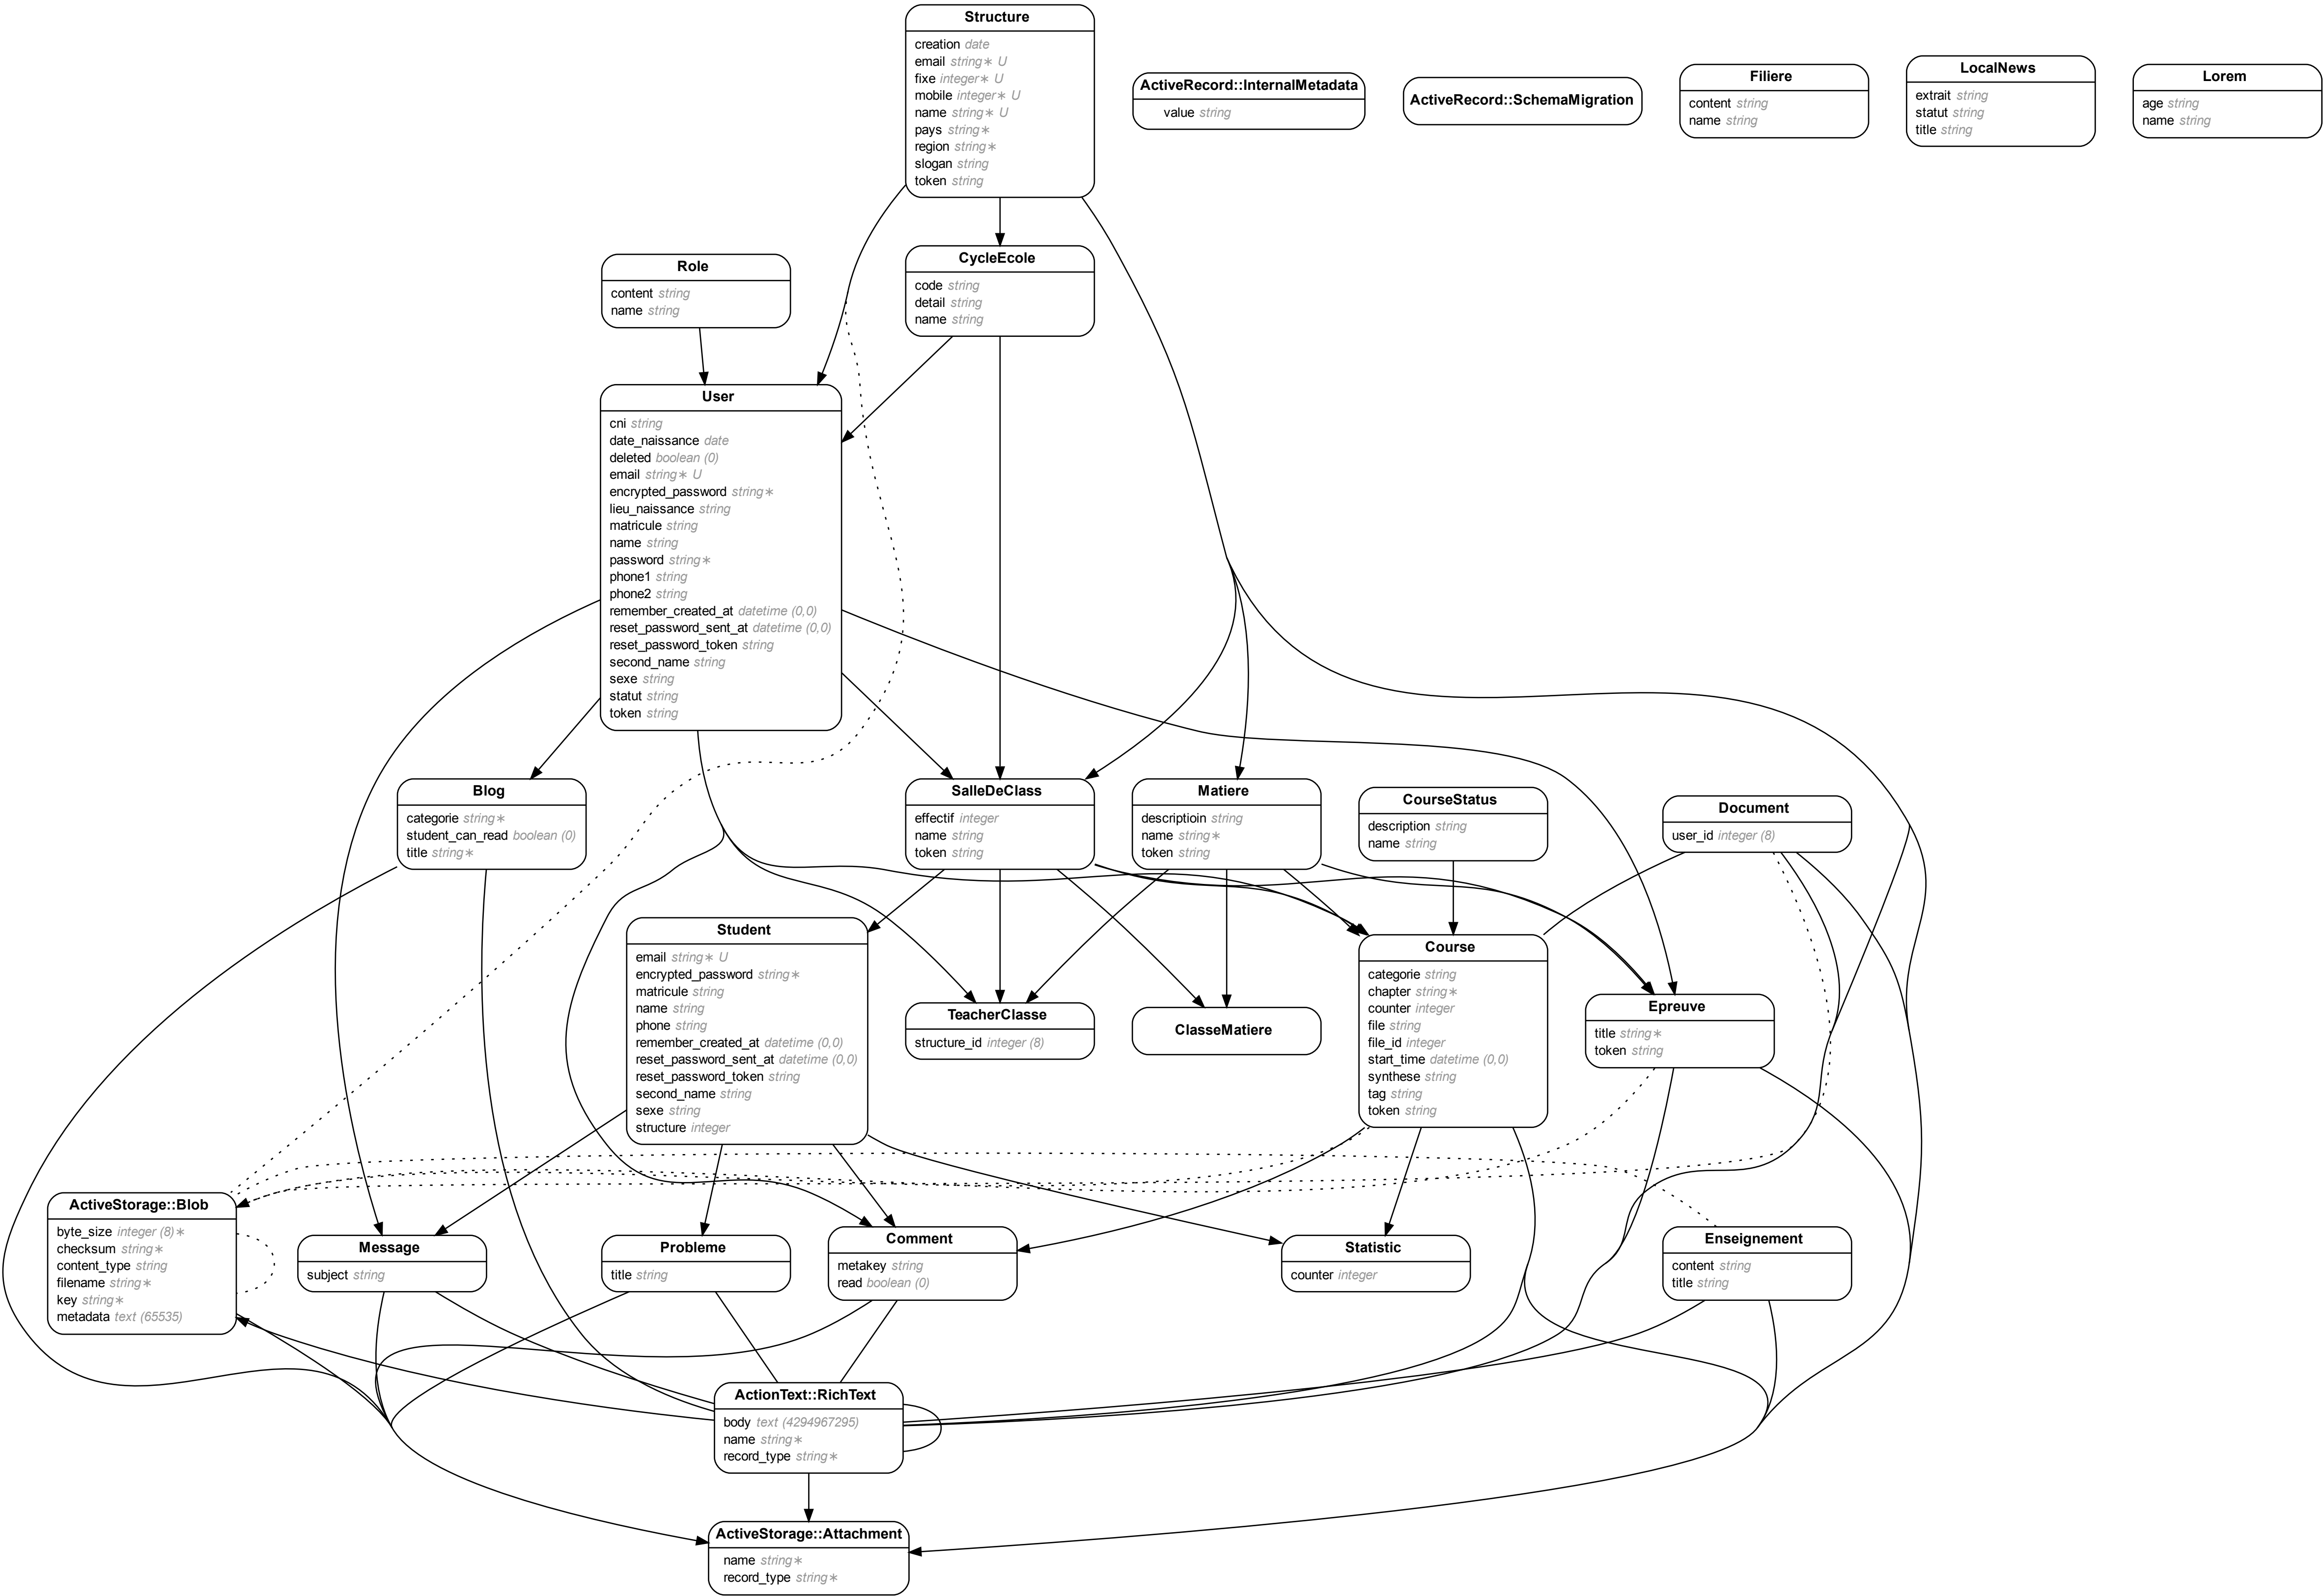 Structure
creation date
email string∗ U
fixe integer∗ U
mobile integer∗ U
name string∗ U
pays string∗
region string∗
slogan string
token string
ActiveRecord::InternalMetadata
value string
ActiveRecord::SchemaMigration
Filiere
content string
name string
LocalNews
extrait string
statut string
title string
Lorem
age string
name string
Role
content string
name string
CycleEcole
code string
detail string
name string
User
cni string
date_naissance date
deleted boolean (0)
email string∗ U
encrypted_password string∗
lieu_naissance string
matricule string
name string
password string∗
phone1 string
phone2 string
remember_created_at datetime (0,0)
reset_password_sent_at datetime (0,0)
reset_password_token string
second_name string
sexe string
statut string
token string
Blog
categorie string∗
student_can_read boolean (0)
title string∗
SalleDeClass
effectif integer
name string
token string
Matiere
descriptioin string
name string∗
token string
CourseStatus
description string
name string
Document
user_id integer (8)
Student
email string∗ U
encrypted_password string∗
matricule string
name string
phone string
remember_created_at datetime (0,0)
reset_password_sent_at datetime (0,0)
reset_password_token string
second_name string
sexe string
structure integer
TeacherClasse
structure_id integer (8)
ClasseMatiere
Course
categorie string
chapter string∗
counter integer
file string
file_id integer
start_time datetime (0,0)
synthese string
tag string
token string
Epreuve
title string∗
token string
ActiveStorage::Blob
byte_size integer (8)∗
checksum string∗
content_type string
filename string∗
key string∗
metadata text (65535)
Message
subject string
Probleme
title string
Comment
metakey string
read boolean (0)
Statistic
counter integer
Enseignement
content string
title string
ActionText::RichText
body text (4294967295)
name string∗
record_type string∗
ActiveStorage::Attachment
name string∗
record_type string∗